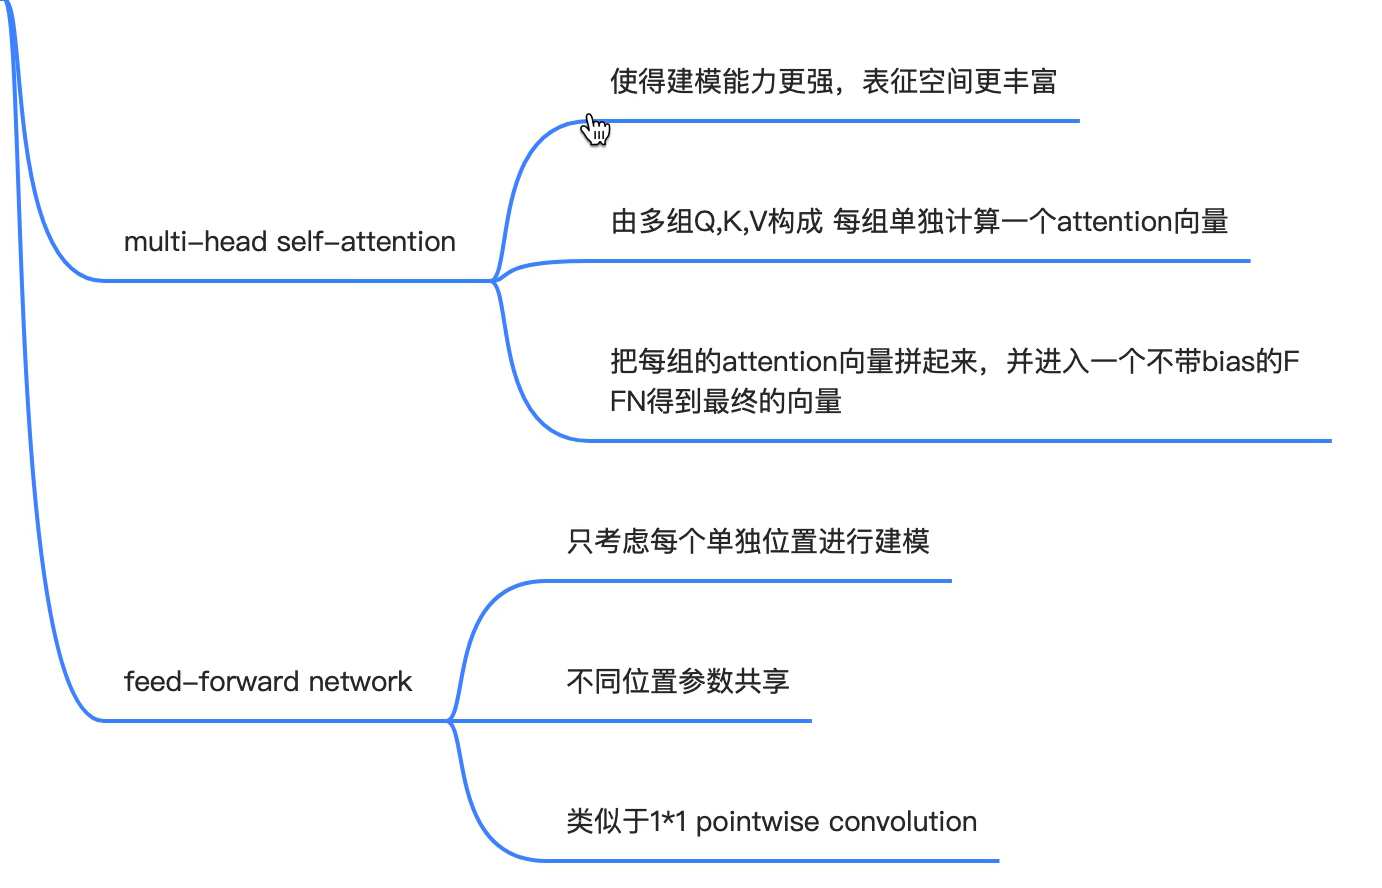 使得建模能力更强，表征空间更丰富
由多组Q,K,V构成 每组单独计算一个attention向量
multi-head self-attention
把每组的attention向量拼起来，并进入一个不带bias的F
FN得到最终的向量
只考虑每个单独位置进行建模
feed-forward network
不同位置参数共享
类似于1*1 pointwise convolution